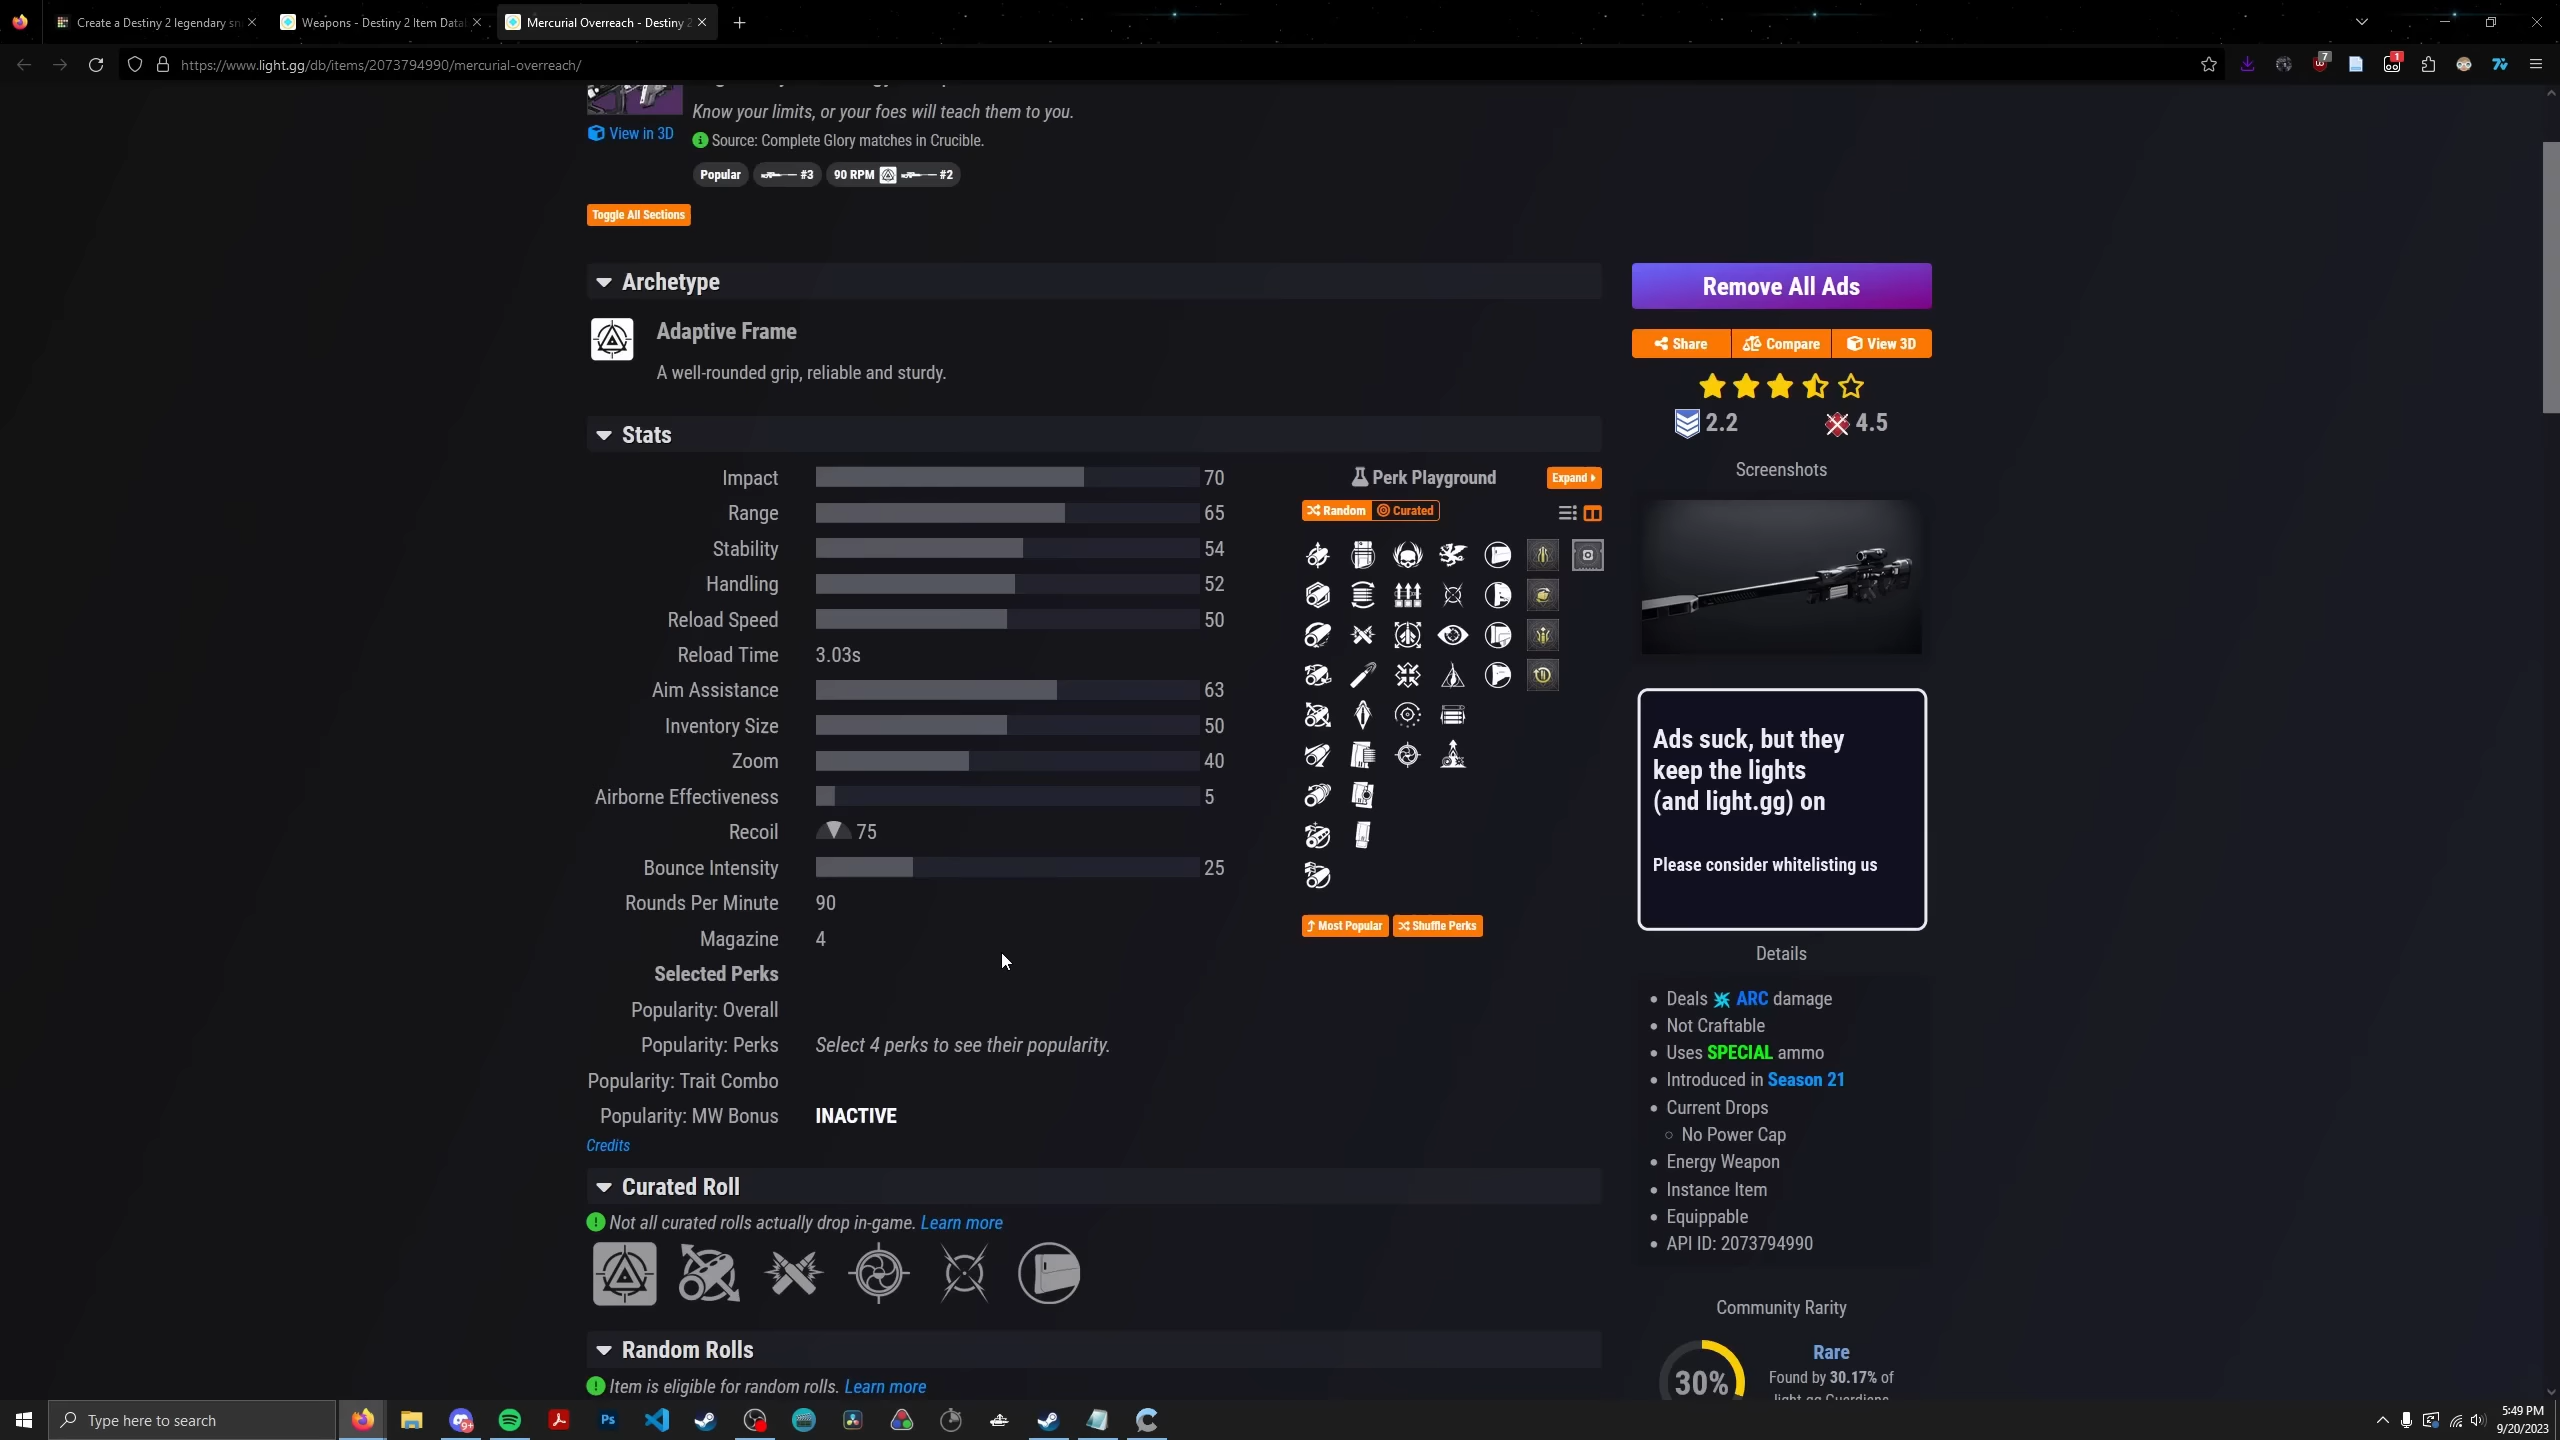 Create a Destiny 2 legendary sn
Weapons - Destiny 2 Item Datal
Mercurial Overreach - Destiny 2
https://www.light.gg/db/items/2073794990/mercurial-overreach/
7
1
View in 3D
Know your limits, or your foes will teach them to you.
Source: Complete Glory matches in Crucible.
Popular
#3
90 RPM
#2
Toggle All Sections
Archetype
Adaptive Frame
A well-rounded grip, reliable and sturdy.
Stats
Impact 70
Range 65
Stability 54
Handling 52
Reload Speed 50
Reload Time 3.03s
Aim Assistance 63
Inventory Size 50
Zoom 40
Airborne Effectiveness 5
Recoil 75
Bounce Intensity 25
Rounds Per Minute 90
Magazine 4
Selected Perks
Popularity: Overall
Popularity: Perks Select 4 perks to see their popularity.
Popularity: Trait Combo
Popularity: MW Bonus INACTIVE
Credits
Perk Playground
Expand
Random
Curated
Most Popular
Shuffle Perks
Curated Roll
Not all curated rolls actually drop in-game. Learn more
Random Rolls
Item is eligible for random rolls. Learn more
Remove All Ads
Share
Compare
View 3D
2.2
4.5
Screenshots
Ads suck, but they
keep the lights
(and light.gg) on
Please consider whitelisting us
Details
Deals ARC damage
Not Craftable
Uses SPECIAL ammo
Introduced in Season 21
Current Drops
No Power Cap
Energy Weapon
Instance Item
Equippable
API ID: 2073794990
Community Rarity
30%
Rare
Found by 30.17% of
light.gg Guardians
Type here to search
Ps
9+
5:49 PM
9/20/2023